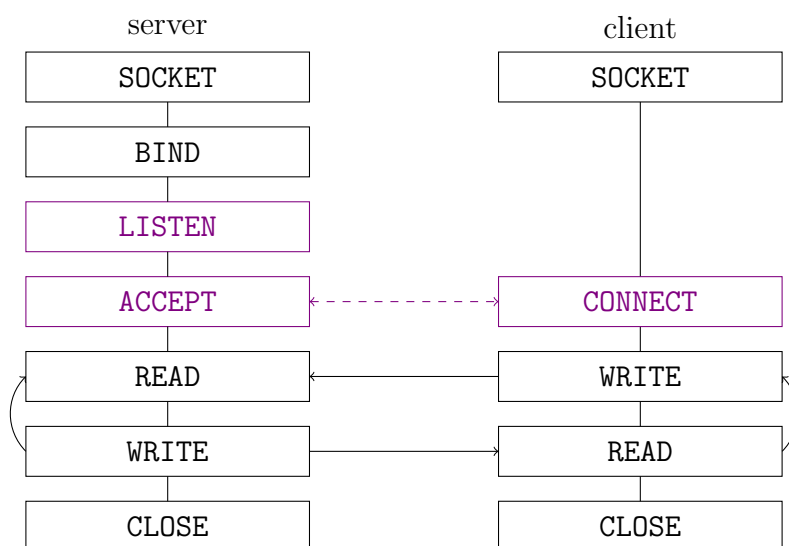 server
client
SOCKET
SOCKET
BIND
LISTEN
ACCEPT
CONNECT
READ
WRITE
WRITE
READ
CLOSE
CLOSE